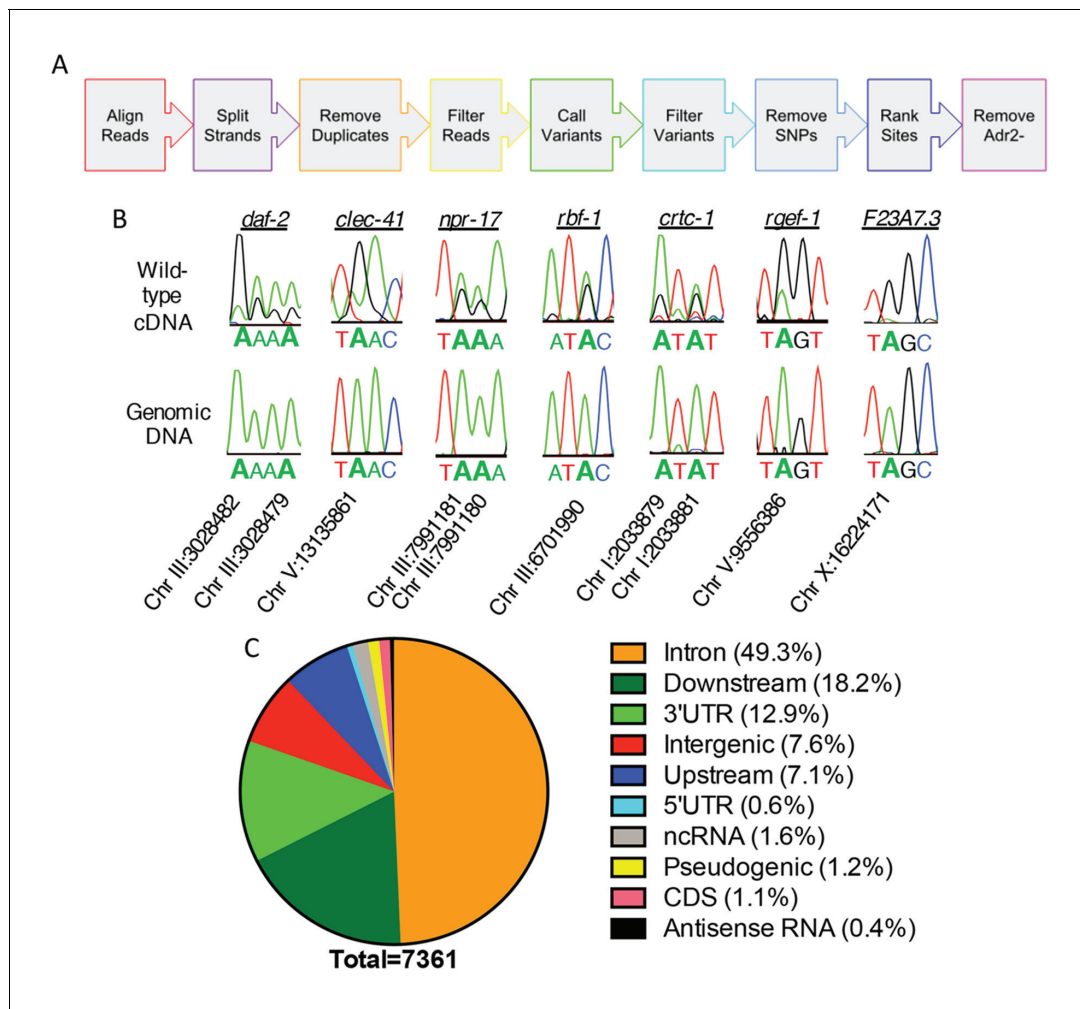 A
Align Reads
Split Strands
Remove Duplicates
Filter Reads
Call Variants
Filter Variants
Remove SNPs
Rank Sites
Remove Adr2-
B
daf-2 clec-41 npr-17 rbf-1 crtc-1 rgef-1 F23A7.3
Wild-type cDNA
AAAA TAAC TAAA ATAC ATAT TAGT TAGC
Genomic DNA
AAAA TAAC TAAA ATAC ATAT TAGT TAGC
Chr III:3028482
Chr III:3028479
Chr V:13135861
Chr III:7991181
Chr III:7991180
Chr III:6701990
Chr I:2033879
Chr I:2033881
Chr V:9556386
Chr X:16224171
C
Intron (49.3%)
Downstream (18.2%)
3'UTR (12.9%)
Intergenic (7.6%)
Upstream (7.1%)
5'UTR (0.6%)
ncRNA (1.6%)
Pseudogenic (1.2%)
CDS (1.1%)
Antisense RNA (0.4%)
Total=7361